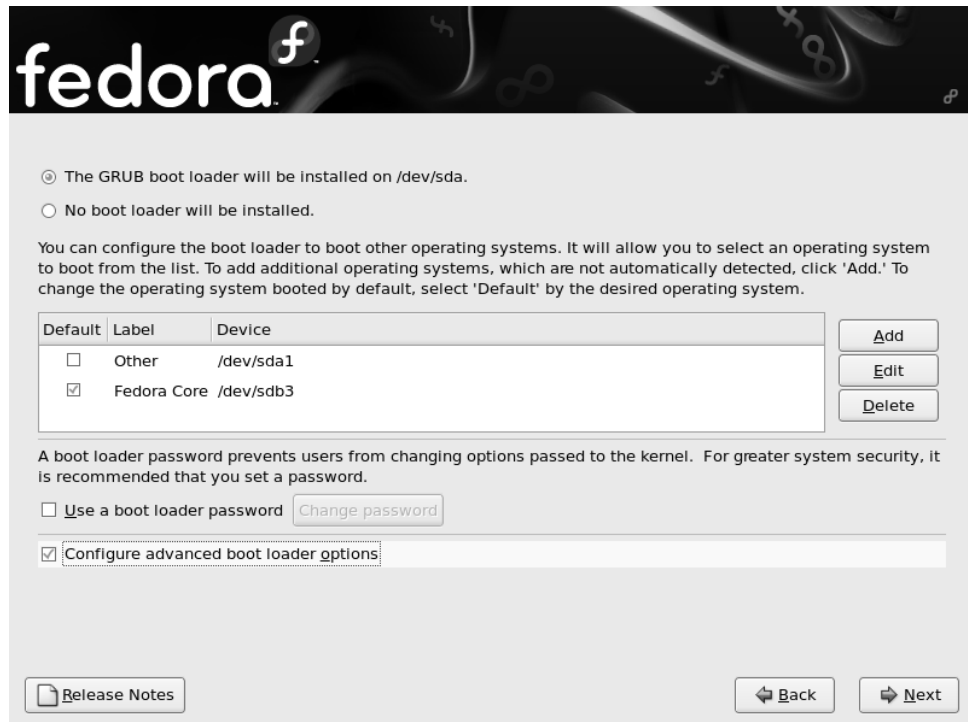 fedora
The GRUB boot loader will be installed on /dev/sda.
No boot loader will be installed.
You can configure the boot loader to boot other operating systems. It will allow you to select an operating system
to boot from the list. To add additional operating systems, which are not automatically detected, click 'Add.' To
change the operating system booted by default, select 'Default' by the desired operating system.
Default Label Device
Other /dev/sda1
Fedora Core /dev/sdb3
Add
Edit
Delete
A boot loader password prevents users from changing options passed to the kernel. For greater system security, it
is recommended that you set a password.
Use a boot loader password Change password
Configure advanced boot loader options
Release Notes Back Next